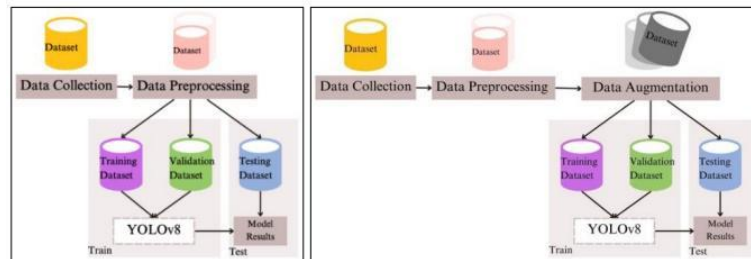 Dataset
Dataset
Data Collection
Data Preprocessing
Training
Dataset
Validation
Dataset
Testing
Dataset
YOLOv8
Model
Results
Train
Test
Dataset
Dataset
Dataset
Data Collection
Data Preprocessing
Data Augmentation
Training
Dataset
Validation
Dataset
Testing
Dataset
YOLOv8
Model
Results
Train
Test